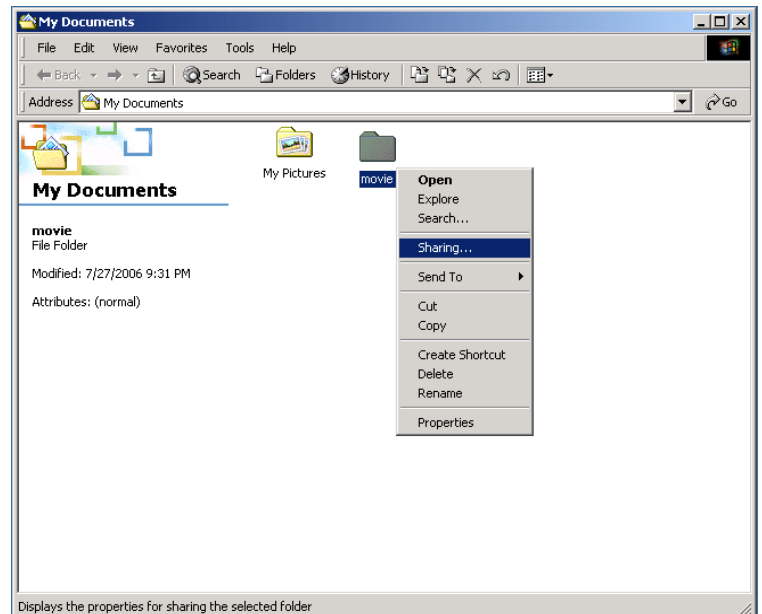 My Documents
File Edit View Favorites Tools Help
Back Search Folders History
Address My Documents Go
My Pictures
movie
My Documents
movie
File Folder
Modified: 7/27/2006 9:31 PM
Attributes: (normal)
Open
Explore
Search...
Sharing...
Send To
Cut
Copy
Create Shortcut
Delete
Rename
Properties
Displays the properties for sharing the selected folder